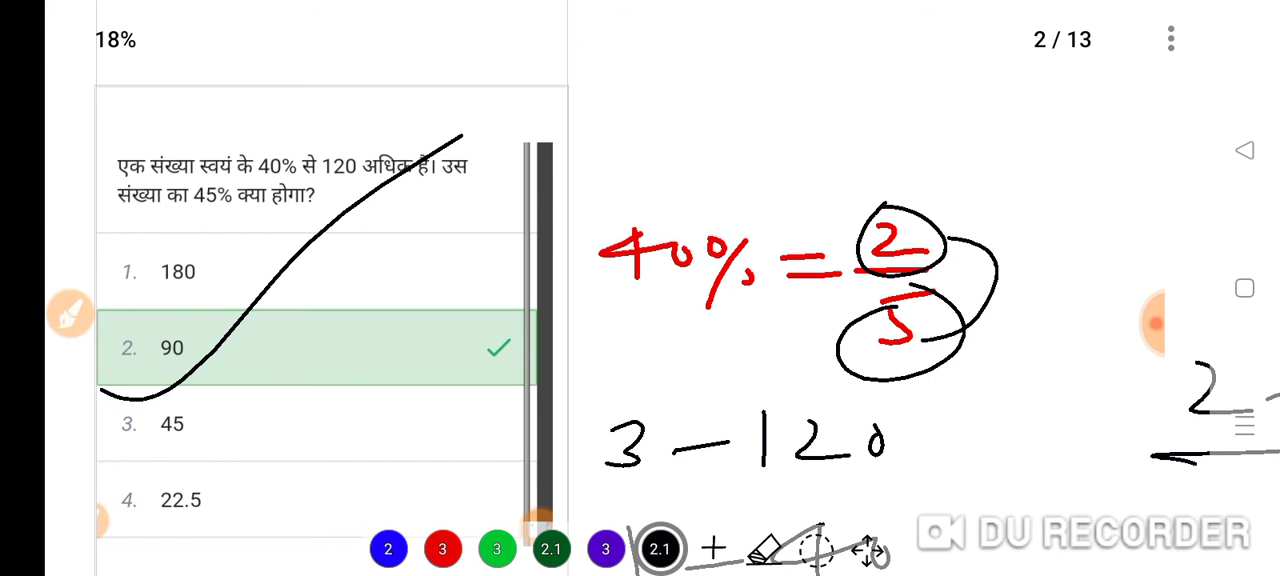 18%
2 / 13
एक संख्या स्वयं के 40% से 120 अधिक है। उस
संख्या का 45% क्या होगा?
1. 180
2. 90
3. 45
4. 22.5
40% = 2
5
3 - 120
2
2 3 3 2.1 3 2.1
DU RECORDER